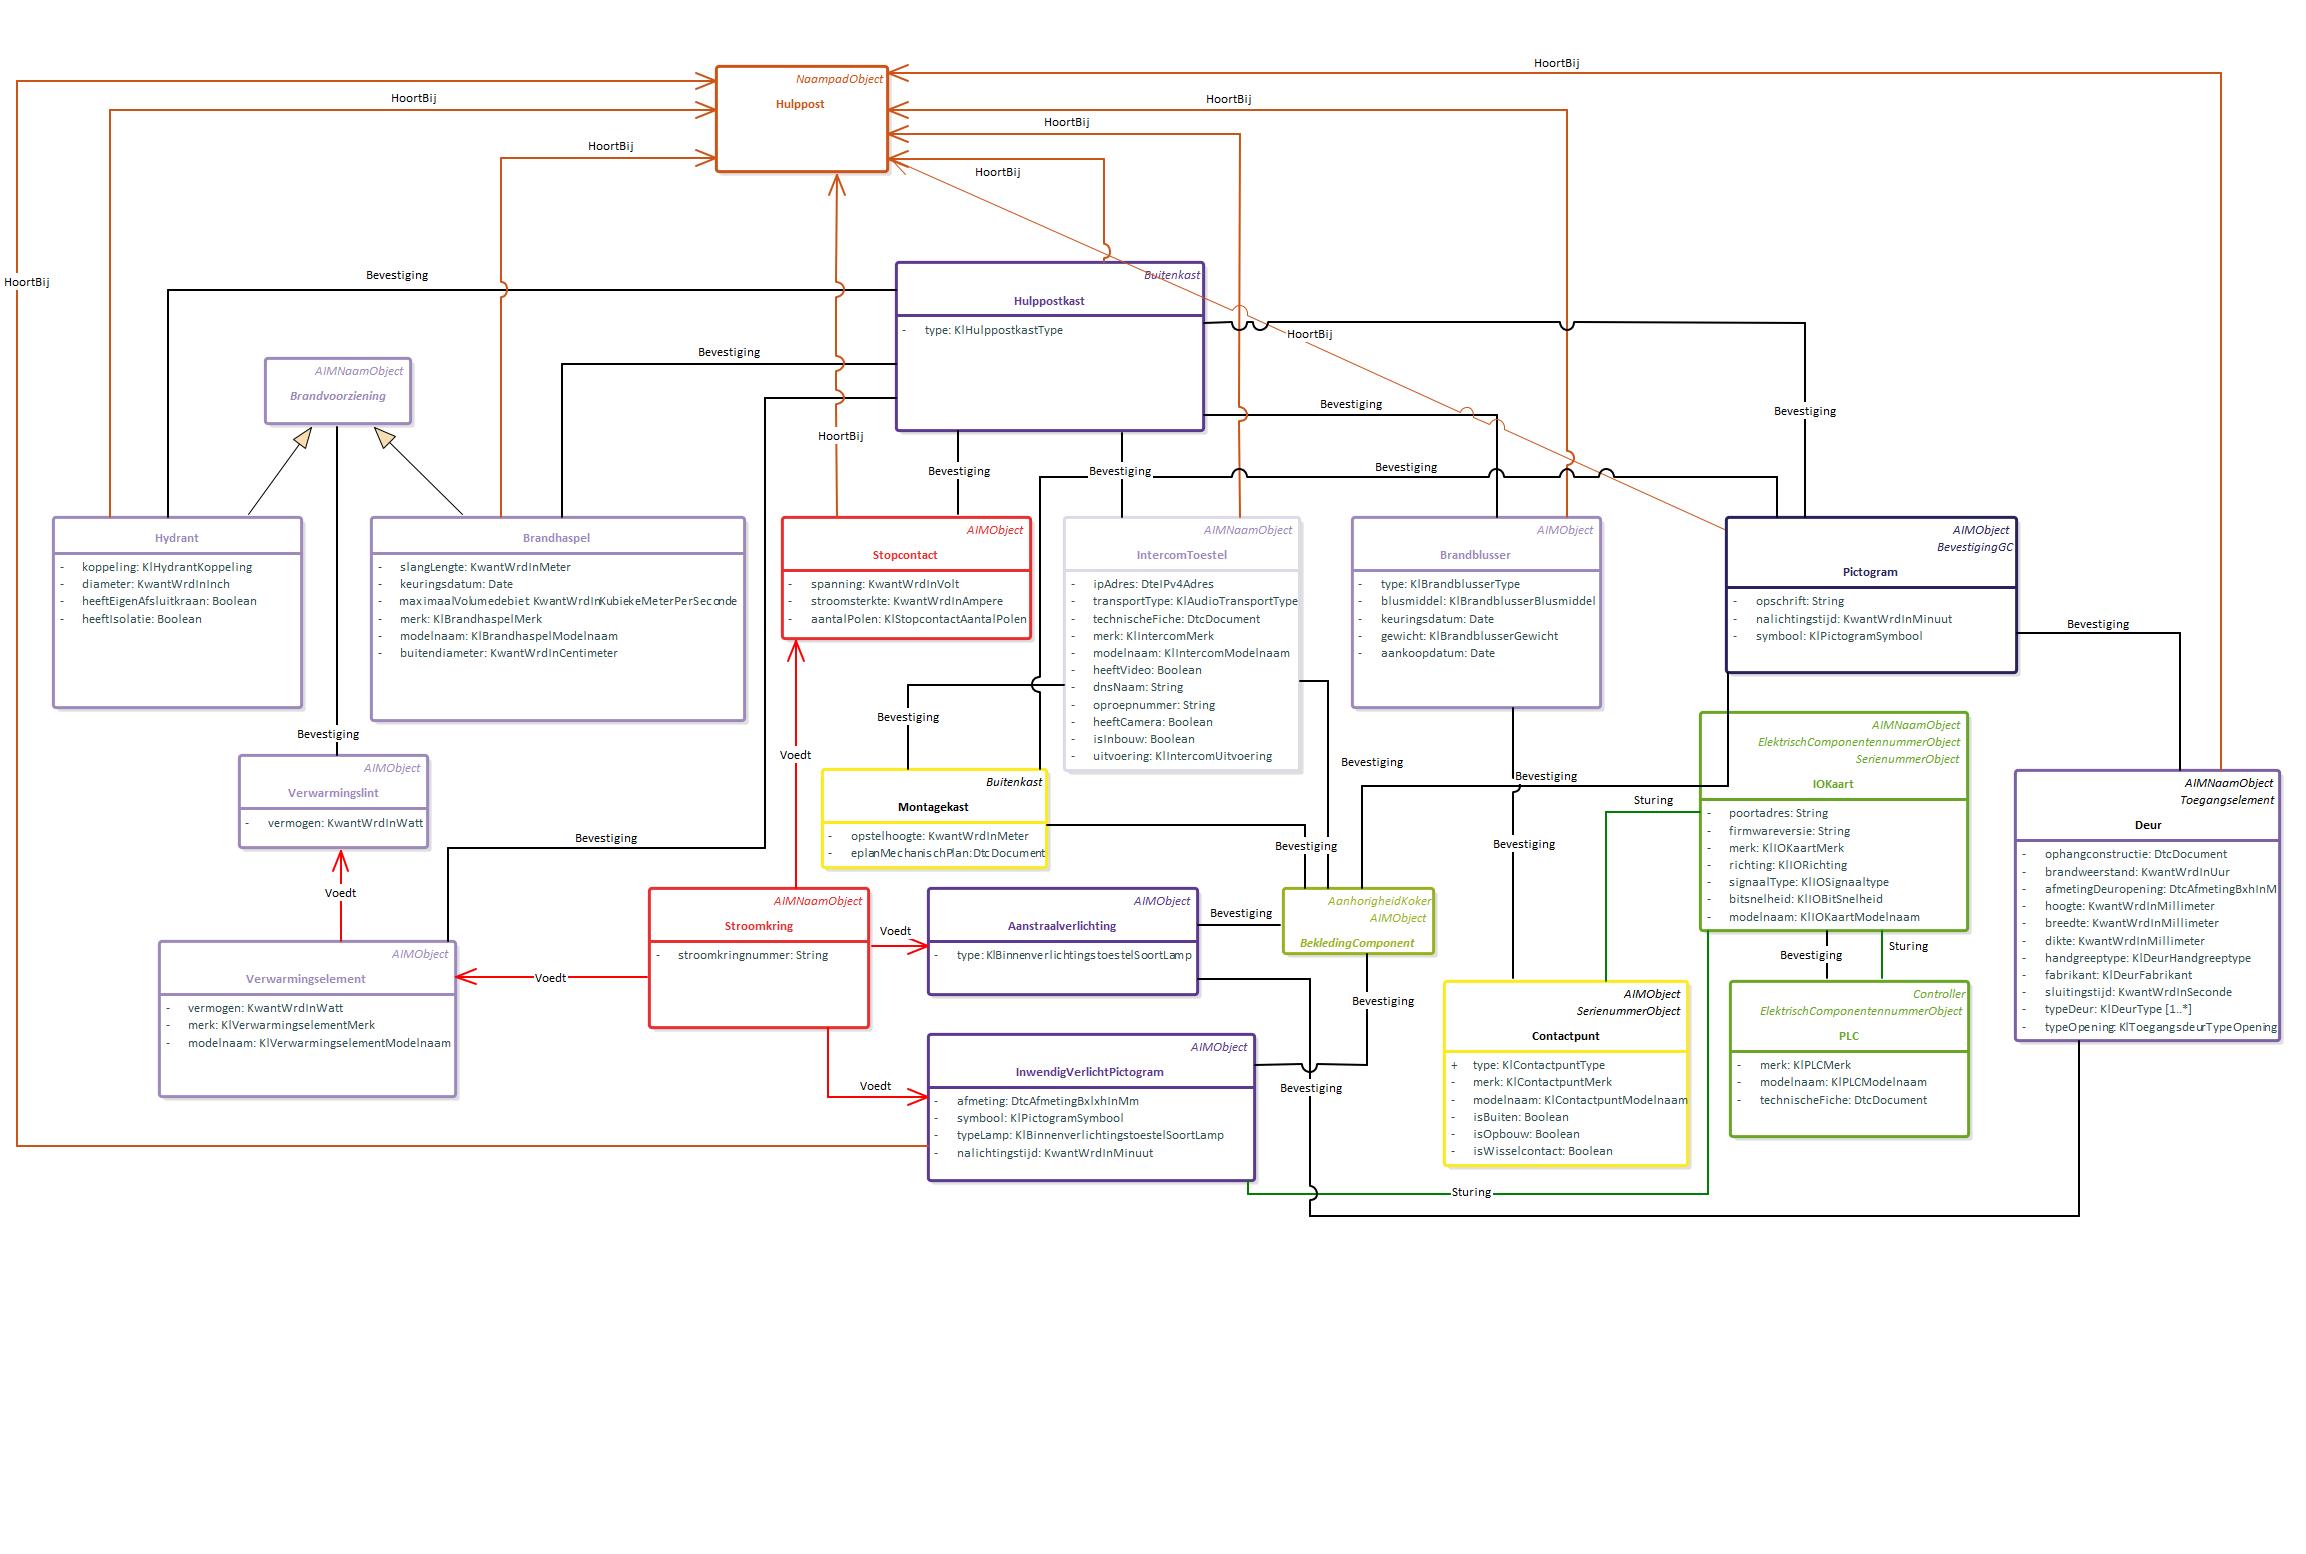 HoortBij
NaampadObject
Hulppost
HoortBij
HoortBij
HoortBij
HoortBij
HoortBij
HoortBij
HoortBij
Bevestiging
Buitenkast
Hulppostkast
- type: KlHulppostkastType
HoortBij
Bevestiging
AIMNaamObject
Brandvoorziening
Bevestiging
Bevestiging
HoortBij
Bevestiging
Bevestiging
Bevestiging
Hydrant
- koppeling: KlHydrantKoppeling
- diameter: KwantWrdInInch
- heeftEigenAfsluitkraan: Boolean
- heeftIsolatie: Boolean
Brandhaspel
- slangLengte: KwantWrdInMeter
- keuringsdatum: Date
- maximaalVolumedebiet KwantWrdInKubiekeMeterPerSeconde
- merk: KlBrandhaspelMerk
- modelnaam: KlBrandhaspelModelnaam
- buitendiameter: KwantWrdInCentimeter
AIMObject
Stopcontact
- spanning: KwantWrdInVolt
- stroomsterkte: KwantWrdInAmpere
- aantalPolen: KlStopcontactAantalPolen
AIMNaamObject
IntercomToestel
- ipAdres: DteIPv4Adres
- transportType: KlAudioTransportType
- technischeFiche: DtcDocument
- merk: KlIntercomMerk
- modelnaam: KlIntercomModelnaam
- heeftVideo: Boolean
- dnsNaam: String
- oproepnummer: String
- heeftCamera: Boolean
- isInbouw: Boolean
- uitvoering: KlIntercomUitvoering
AIMObject
Brandblusser
- type: KlBrandblusserType
- blusmiddel: KlBrandblusserBlusmiddel
- keuringsdatum: Date
- gewicht: KlBrandblusserGewicht
- aankoopdatum: Date
AIMObject
BevestigingGC
Pictogram
- opschrift: String
- nalichtingstijd: KwantWrdInMinuut
- symbool: KlPictogramSymbool
Bevestiging
Bevestiging
Bevestiging
Voedt
Bevestiging
Bevestiging
AIMObject
Verwarmingslint
- vermogen: KwantWrdInWatt
Buitenkast
Montagekast
- opstelhoogte: KwantWrdInMeter
- eplanMechanischPlan: DtcDocument
AIMNaamObject
ElektrischComponentennummerObject
SerienummerObject
IOKaart
- poortadres: String
- firmwareversie: String
- merk: KlIOKaartMerk
- richting: KlIORichting
- signaalType: KlIOSignaaltype
- bitsnelheid: KlIOBitSnelheid
- modelnaam: KlIOKaartModelnaam
AIMNaamObject
Toegangselement
Deur
- ophangconstructie: DtcDocument
- brandweerstand: KwantWrdInUur
- afmetingDeuropening: DtcAfmetingBxhInM
- hoogte: KwantWrdInMillimeter
- breedte: KwantWrdInMillimeter
- dikte: KwantWrdInMillimeter
- handgreeptype: KlDeurHandgreeptype
- fabrikant: KlDeurFabrikant
- sluitingstijd: KwantWrdInSeconde
- typeDeur: KlDeurType [1..*]
- typeOpening: KlToegangsdeurTypeOpening
Sturing
Bevestiging
Bevestiging
Bevestiging
Voedt
AIMNaamObject
Stroomkring
- stroomkringnummer: String
Voedt
AIMObject
Aanstraalverlichting
- type: KlBinnenverlichtingstoestelSoortLamp
Bevestiging
AanhorigheidKoker
AIMObject
BekledingComponent
Bevestiging
Sturing
AIMObject
Verwarmingselement
- vermogen: KwantWrdInWatt
- merk: KlVerwarmingselementMerk
- modelnaam: KlVerwarmingselementModelnaam
Voedt
Bevestiging
AIMObject
SerienummerObject
Contactpunt
+ type: KlContactpuntType
- merk: KlContactpuntMerk
- modelnaam: KlContactpuntModelnaam
- isBuiten: Boolean
- isOpbouw: Boolean
- isWisselcontact: Boolean
Controller
ElektrischComponentennummerObject
PLC
- merk: KlPLCMerk
- modelnaam: KlPLCModelnaam
- technischeFiche: DtcDocument
Voedt
AIMObject
InwendigVerlichtPictogram
- afmeting: DtcAfmetingBxlxhInMm
- symbool: KlPictogramSymbool
- typeLamp: KlBinnenverlichtingstoestelSoortLamp
- nalichtingstijd: KwantWrdInMinuut
Bevestiging
Sturing